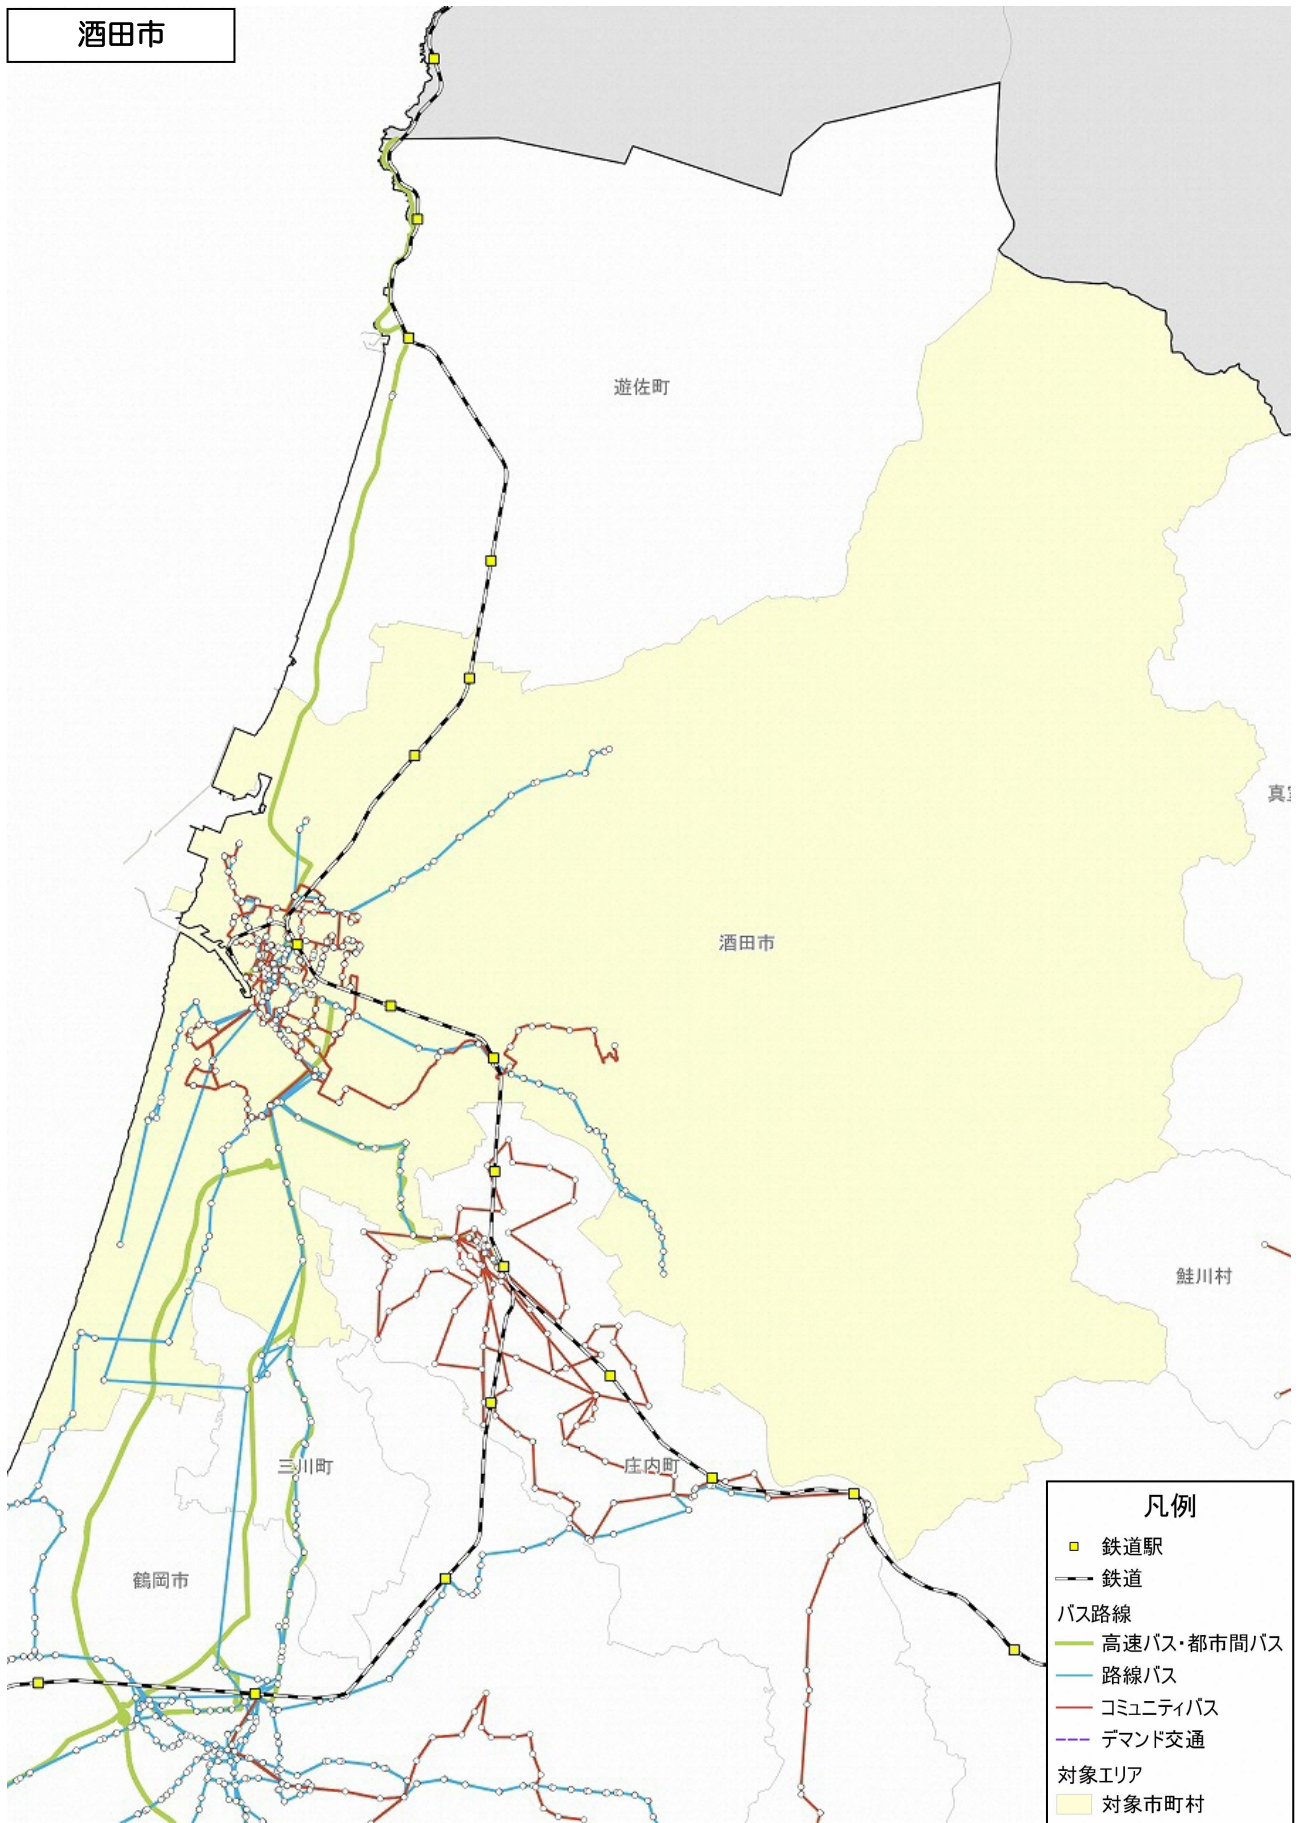 酒田市
遊佐町
酒田市
鮭川村
三川町
庄内町
鶴岡市
凡例
鉄道駅
鉄道
バス路線
高速バス・都市間バス
路線バス
コミュニティバス
デマンド交通
対象エリア
対象市町村